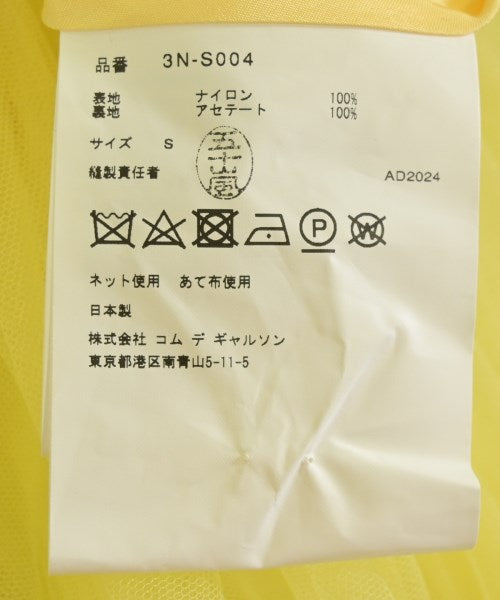 品番 3N-S004
表地 ナイロン 100%
裏地 アセテート 100%
サイズ S
五十嵐
縫製責任者
AD2024
P W
ネット使用 あて布使用
日本製
株式会社 コム デ ギャルソン
東京都港区南青山5-11-5